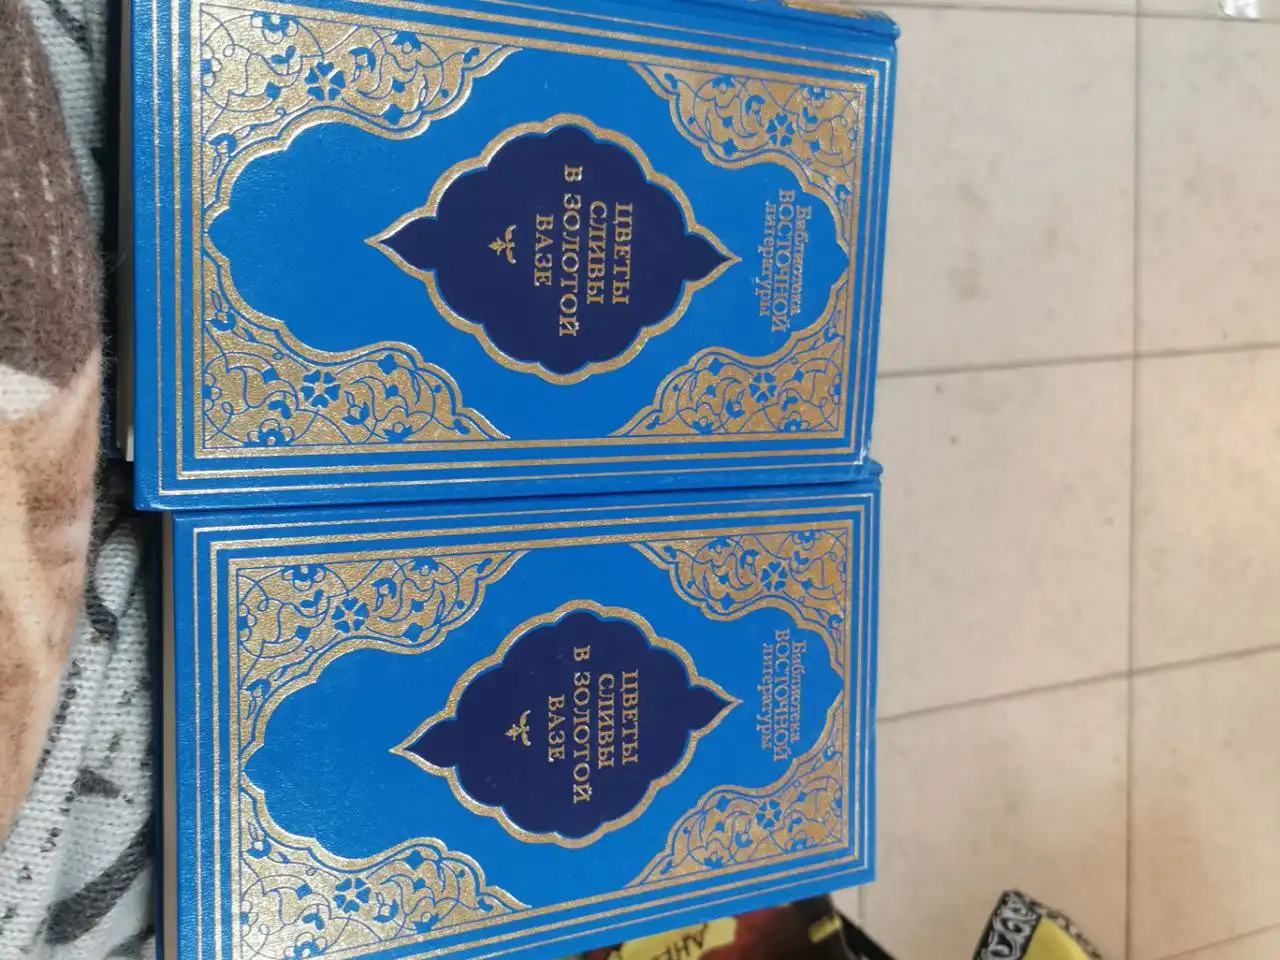 Библиотека
ВОСТОЧНОЙ
литературы
ЦВЕТЫ
СЛИВЫ
В ЗОЛОТОЙ
ВАЗЕ
Библиотека
ВОСТОЧНОЙ
литературы
ЦВЕТЫ
СЛИВЫ
В ЗОЛОТОЙ
ВАЗЕ